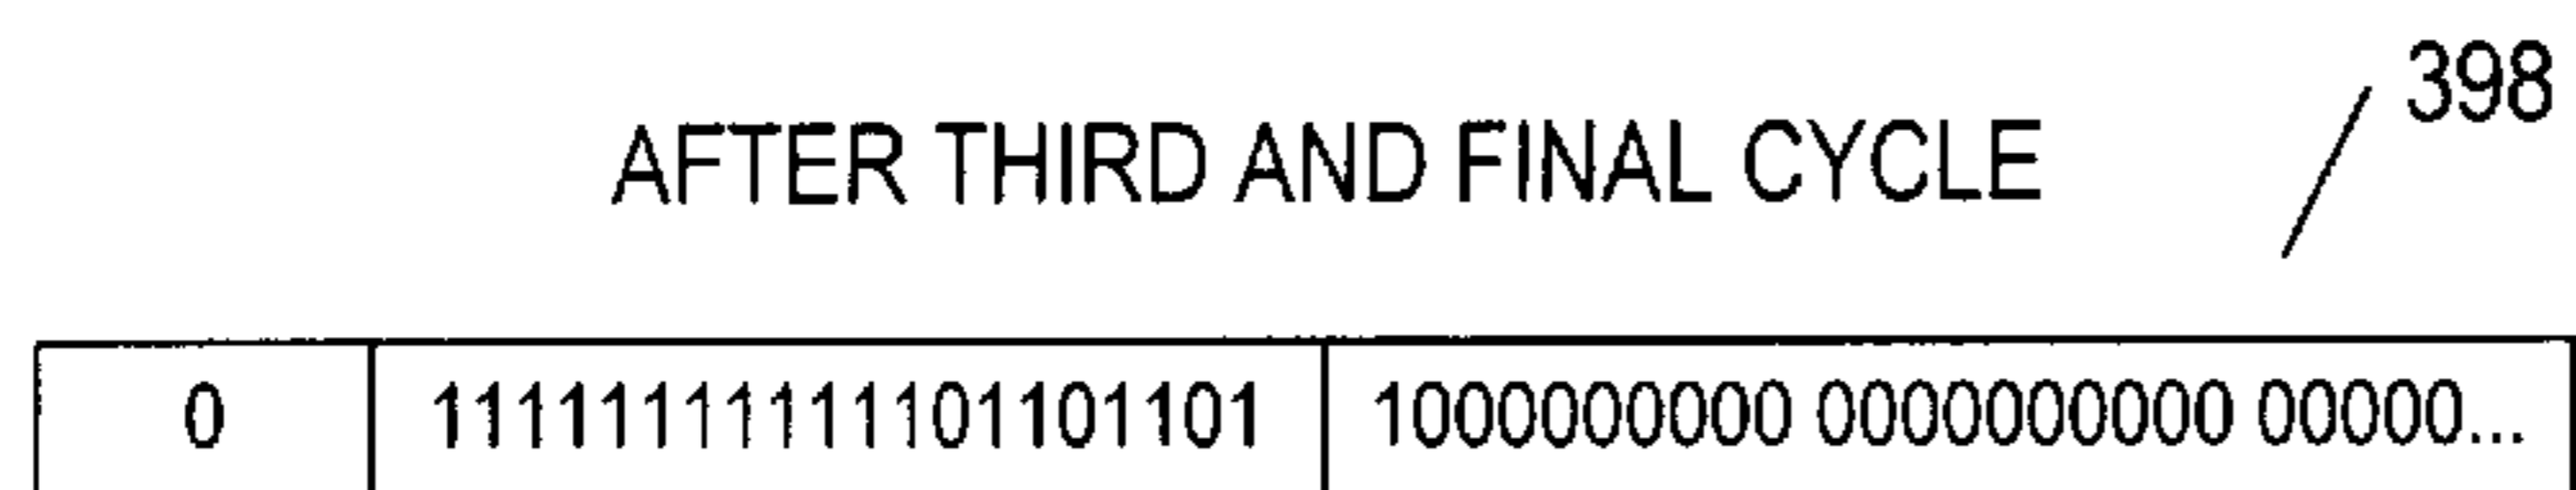 398
AFTER THIRD AND FINAL CYCLE
0 11111111111101101101 1000000000 0000000000 00000...